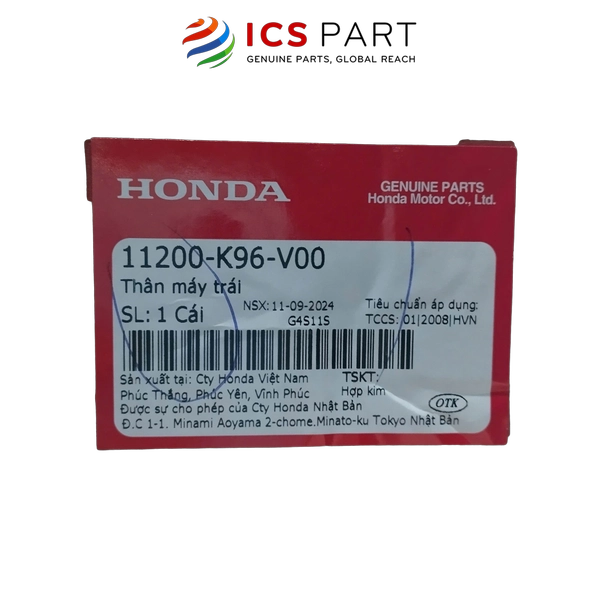 ICS PART
GENUINE PARTS, GLOBAL REACH
HONDA
GENUINE PARTS
Honda Motor Co., Ltd.
11200-K96-V00
Thân máy trái
SL: 1 Cái
NSX: 11-09-2024
G4S11S
Tiêu chuẩn áp dụng:
TCCS: 01|2008|HVN
Sản xuất tại: Cty Honda Việt Nam
Phúc Thắng, Phúc Yên, Vĩnh Phúc
TSKT:
Hợp kim
Được sự cho phép của Cty Honda Nhật Bản
Đ.C 1-1. Minami Aoyama 2-chome.Minato-ku Tokyo Nhật Bản
OTK